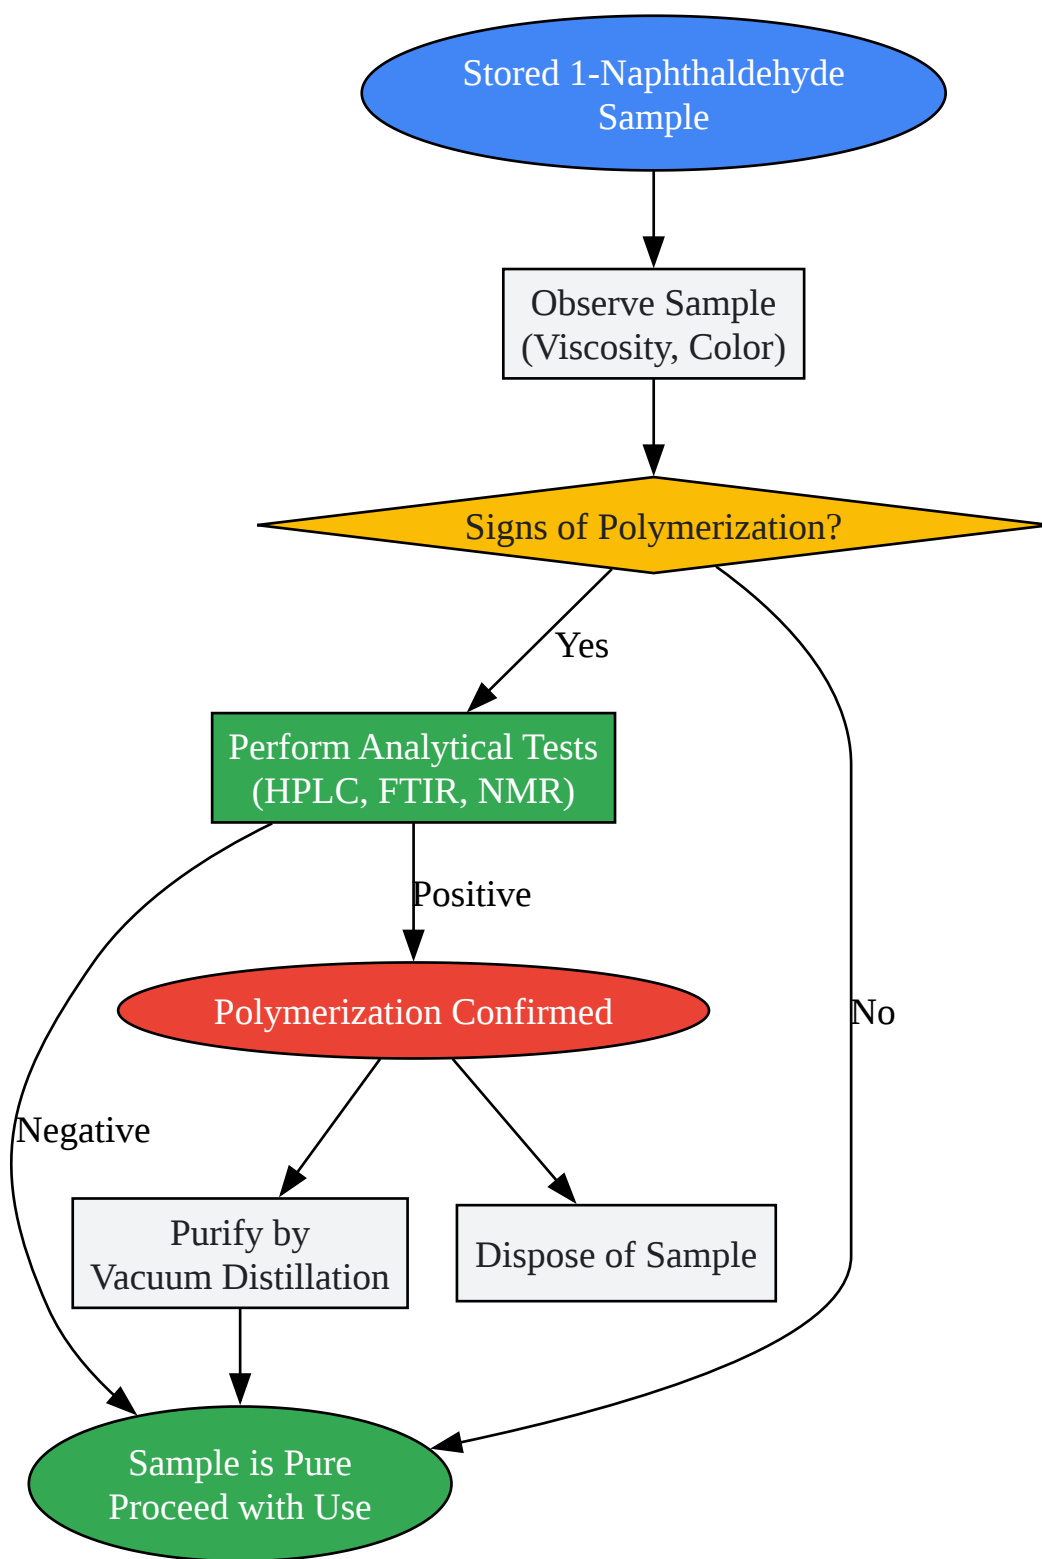 Stored 1-Naphthaldehyde
Sample
Observe Sample
(Viscosity, Color)
Signs of Polymerization?
Yes
Perform Analytical Tests
(HPLC, FTIR, NMR)
Positive
Polymerization Confirmed
No
Negative
Purify by
Vacuum Distillation
Dispose of Sample
Sample is Pure
Proceed with Use